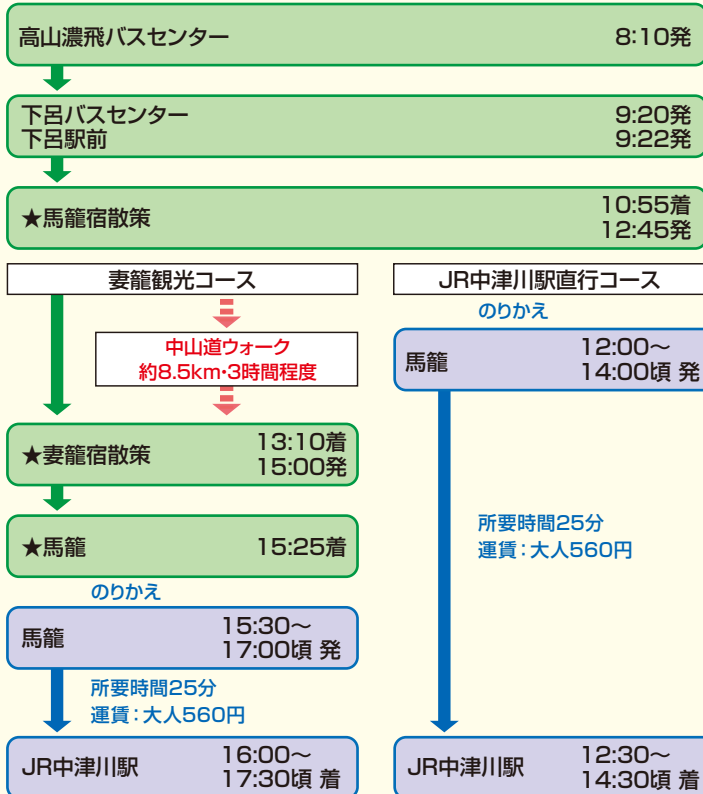 高山濃飛バスセンター 8:10発
下呂バスセンター 9:20発
下呂駅前 9:22発
★馬籠宿散策 10:55着
12:45発
妻籠観光コース
中山道ウォーク
約8.5km・3時間程度
★妻籠宿散策 13:10着
15:00発
★馬籠 15:25着
のりかえ
馬籠 15:30〜
17:00頃 発
所要時間25分
運賃：大人560円
JR中津川駅 16:00〜
17:30頃 着
JR中津川駅直行コース
のりかえ
馬籠 12:00〜
14:00頃 発
所要時間25分
運賃：大人560円
JR中津川駅 12:30〜
14:30頃 着